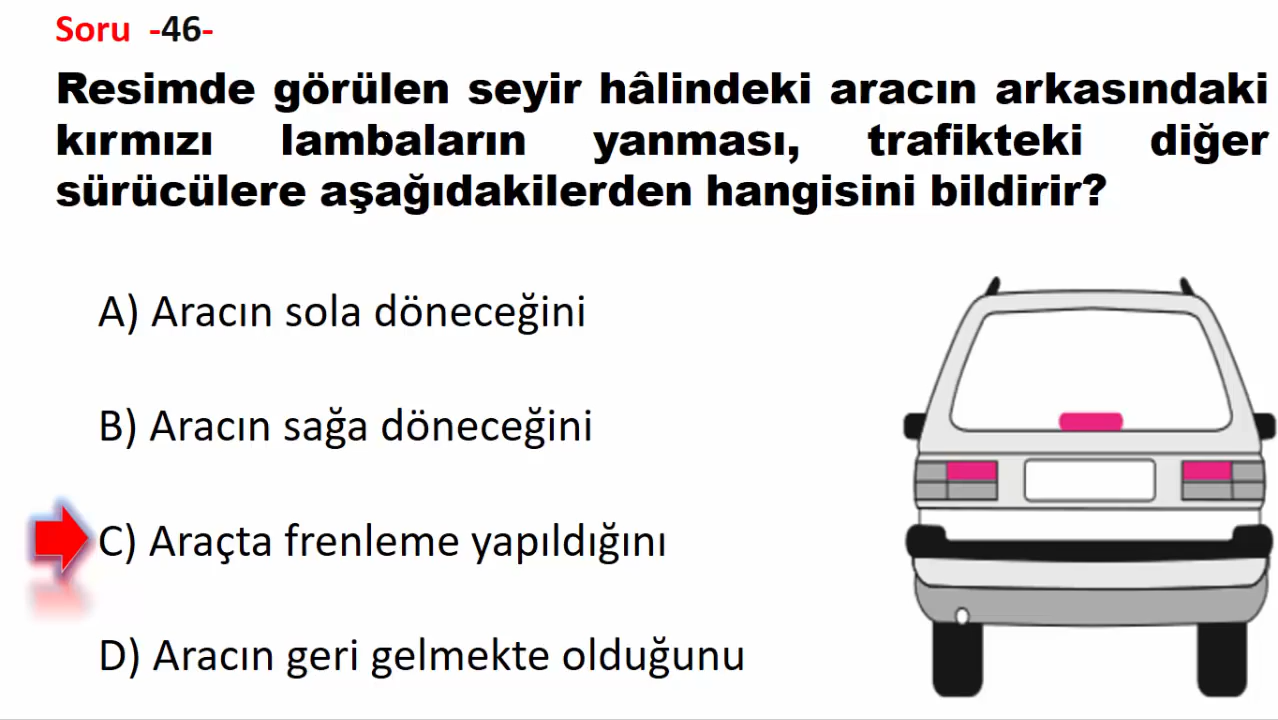 Soru -46-
Resimde görülen seyir hâlindeki aracın arkasındaki
kırmızı lambaların yanması, trafikteki diğer
sürücülere aşağıdakilerden hangisini bildirir?
A) Aracın sola döneceğini
B) Aracın sağa döneceğini
C) Araçta frenleme yapıldığını
D) Aracın geri gelmekte olduğunu